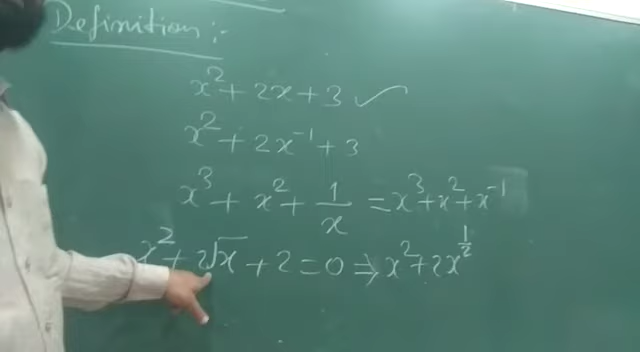 Definition:-
x² + 2x + 3 ✓
x² + 2x⁻¹ + 3
x³ + x² + 1/x = x³ + x² + x⁻¹
x² + 2√x + 2 = 0 ⇒ x² + 2x^(1/2)